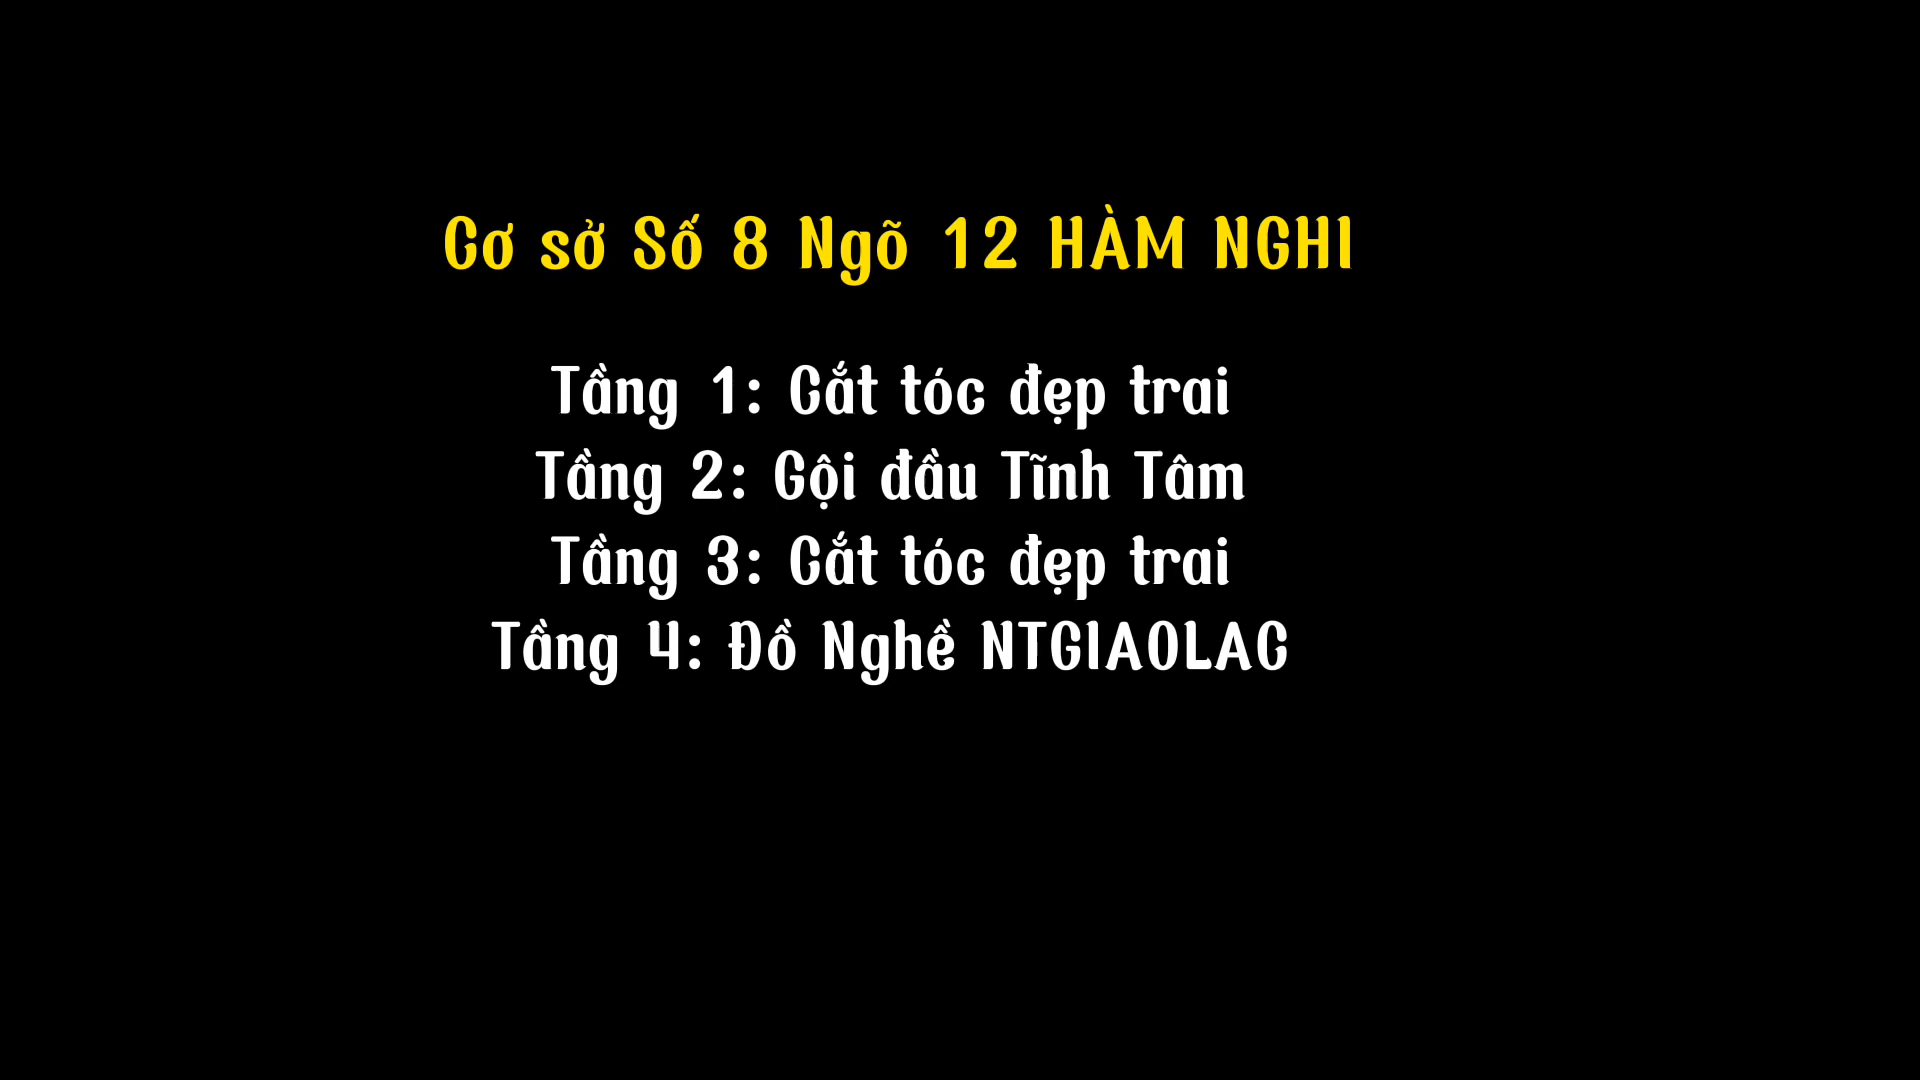 Cơ sở Số 8 Ngõ 12 HÀM NGHI
Tầng 1: Cắt tóc đẹp trai
Tầng 2: Gội đầu Tĩnh Tâm
Tầng 3: Cắt tóc đẹp trai
Tầng 4: Đồ Nghề NTGIAOLAC